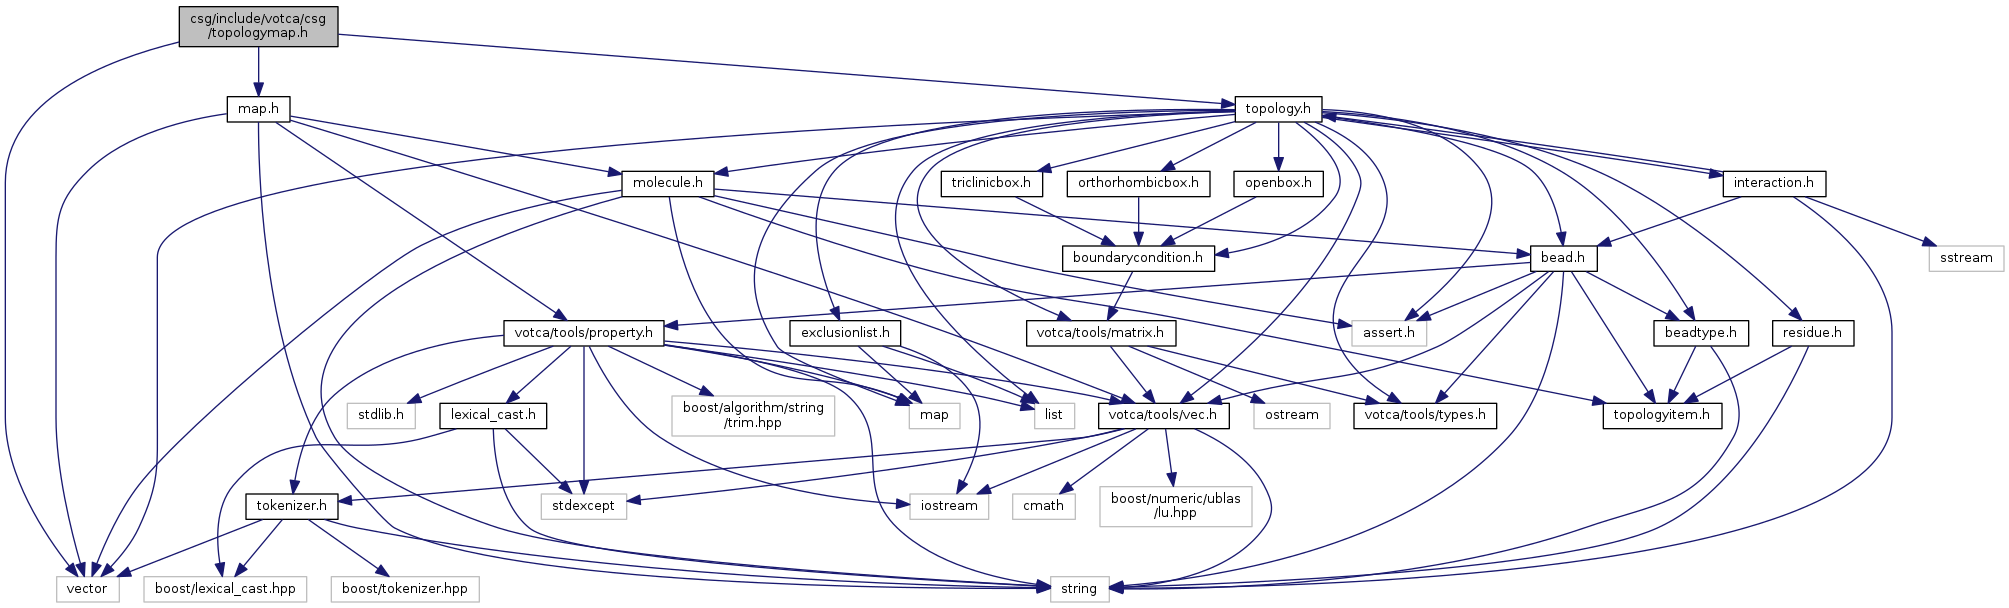 csg/include/votca/csg
/topologymap.h
map.h
topology.h
molecule.h
triclinicbox.h
orthorhombicbox.h
openbox.h
interaction.h
boundarycondition.h
bead.h
sstream
votca/tools/property.h
exclusionlist.h
votca/tools/matrix.h
assert.h
beadtype.h
residue.h
stdlib.h
lexical_cast.h
boost/algorithm/string
/trim.hpp
map
list
votca/tools/vec.h
ostream
votca/tools/types.h
topologyitem.h
tokenizer.h
stdexcept
iostream
cmath
boost/numeric/ublas
/lu.hpp
vector
boost/lexical_cast.hpp
boost/tokenizer.hpp
string